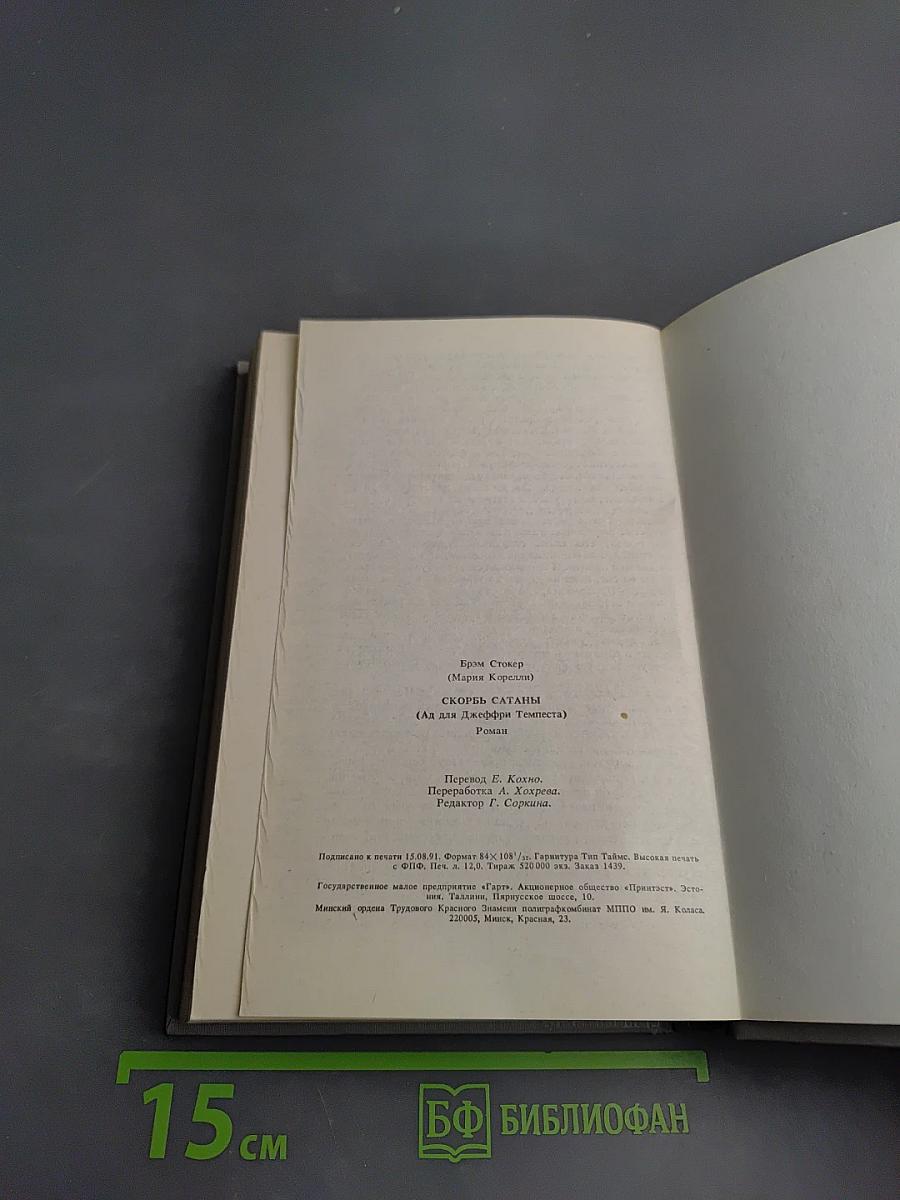 Брэм Стокер
(Мария Корелли)
СКОРБЬ САТАНЫ
(Ад для Джеффри Темпеста)
Роман
Перевод Е. Кохно.
Переработка А. Хохрева.
Редактор Г. Соркина.
Подписано к печати 15.08.91. Формат 84×108¹/₃₂. Гарнитура Тип Таймс. Высокая печать
с ФПФ. Печ. л. 12,0. Тираж 520 000 экз. Заказ 1439.
Государственное малое предприятие «Гарт». Акционерное общество «Принтэст». Эсто-
ния. Таллинн, Пярнусское шоссе, 10.
Минский ордена Трудового Красного Знамени полиграфкомбинат МППО им. Я. Коласа.
220005, Минск, Красная, 23.
15 см
БФ БИБЛИОФАН